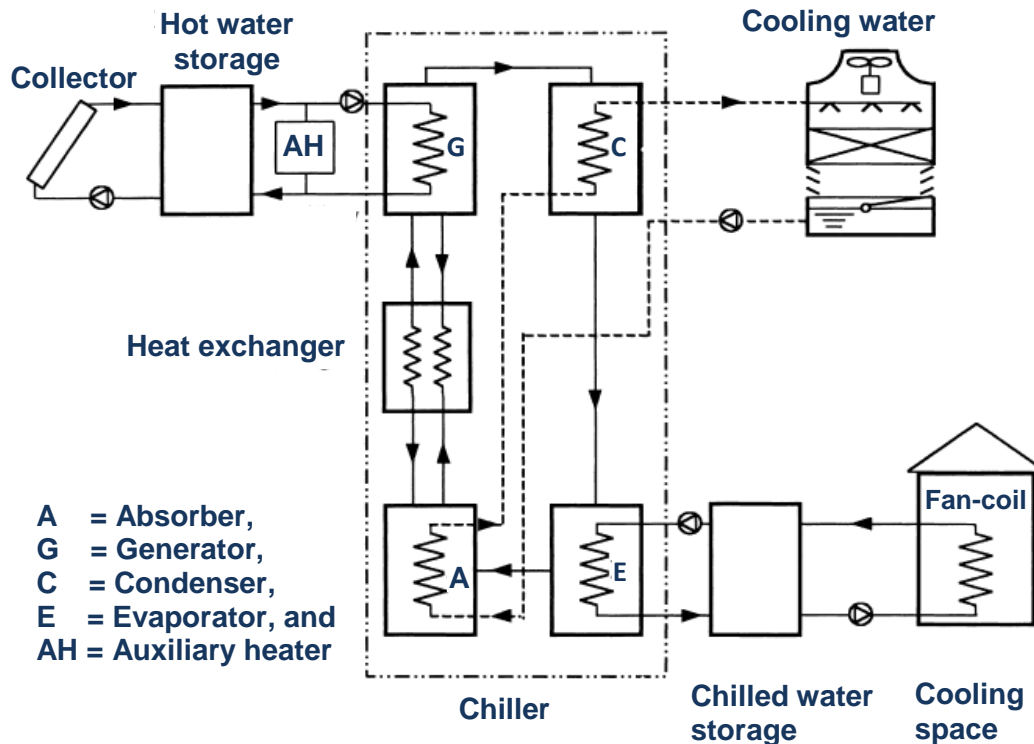 Hot water
storage
Cooling water
Collector
AH
G
C
Heat exchanger
Fan-coil
A = Absorber,
G = Generator,
C = Condenser,
E = Evaporator, and
AH = Auxiliary heater
A
E
Chiller
Chilled water
storage
Cooling
space